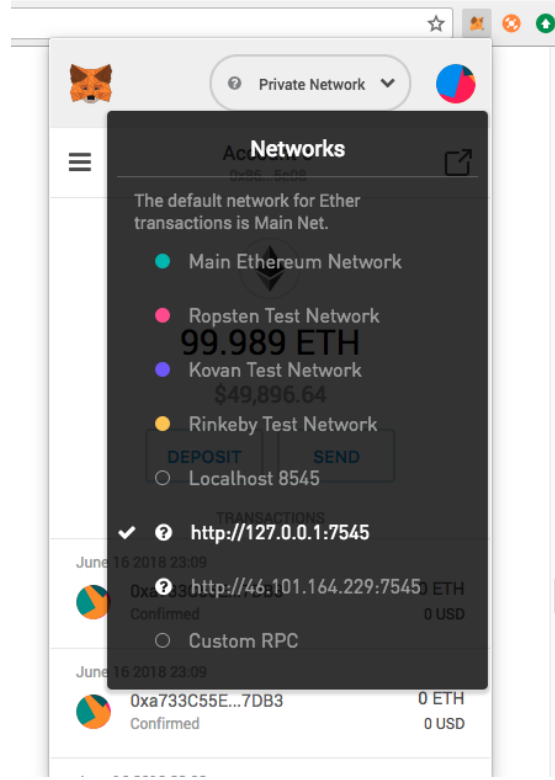 Private Network
Networks
The default network for Ether
transactions is Main Net.
Main Ethereum Network
Ropsten Test Network
99.989 ETH
Kovan Test Network
$49,896.64
Rinkeby Test Network
DEPOSIT SEND
Localhost 8545
TRANSACTIONS
http://127.0.0.1:7545
June 16 2018 23:09
http://46.101.164.229:7545
0 ETH
Confirmed 0 USD
Custom RPC
June 16 2018 23:09
0xa733C55E...7DB3 0 ETH
Confirmed 0 USD